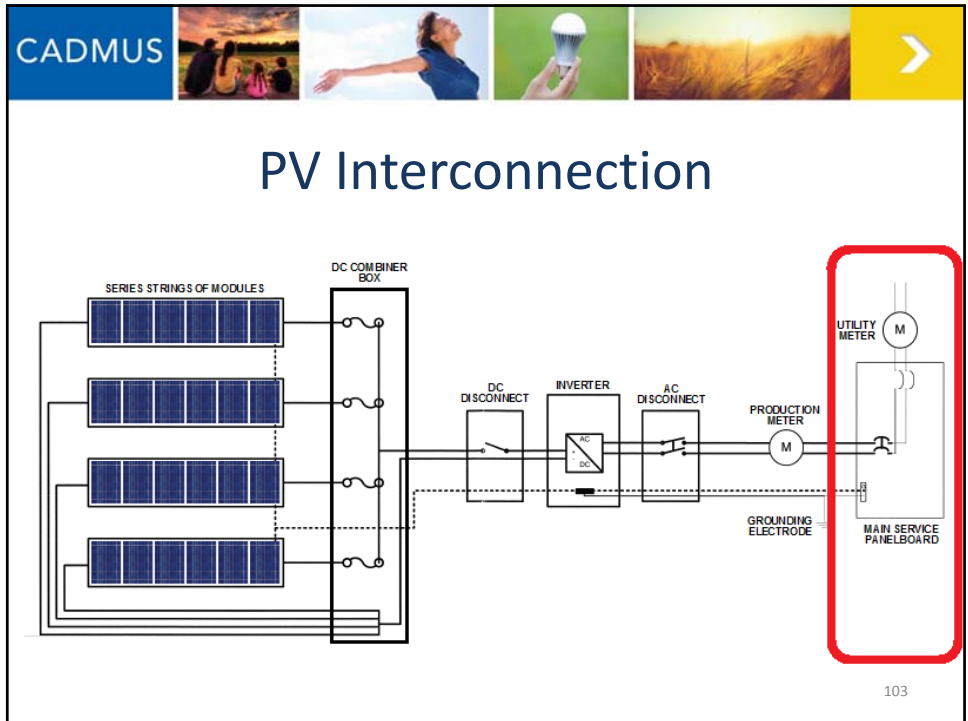 CADMUS
PV Interconnection
SERIES STRINGS OF MODULES
DC COMBINER
BOX
DC
DISCONNECT
INVERTER
AC
+
-
DC
AC
DISCONNECT
PRODUCTION
METER
M
UTILITY
METER
M
GROUNDING
ELECTRODE
MAIN SERVICE
PANELBOARD
103